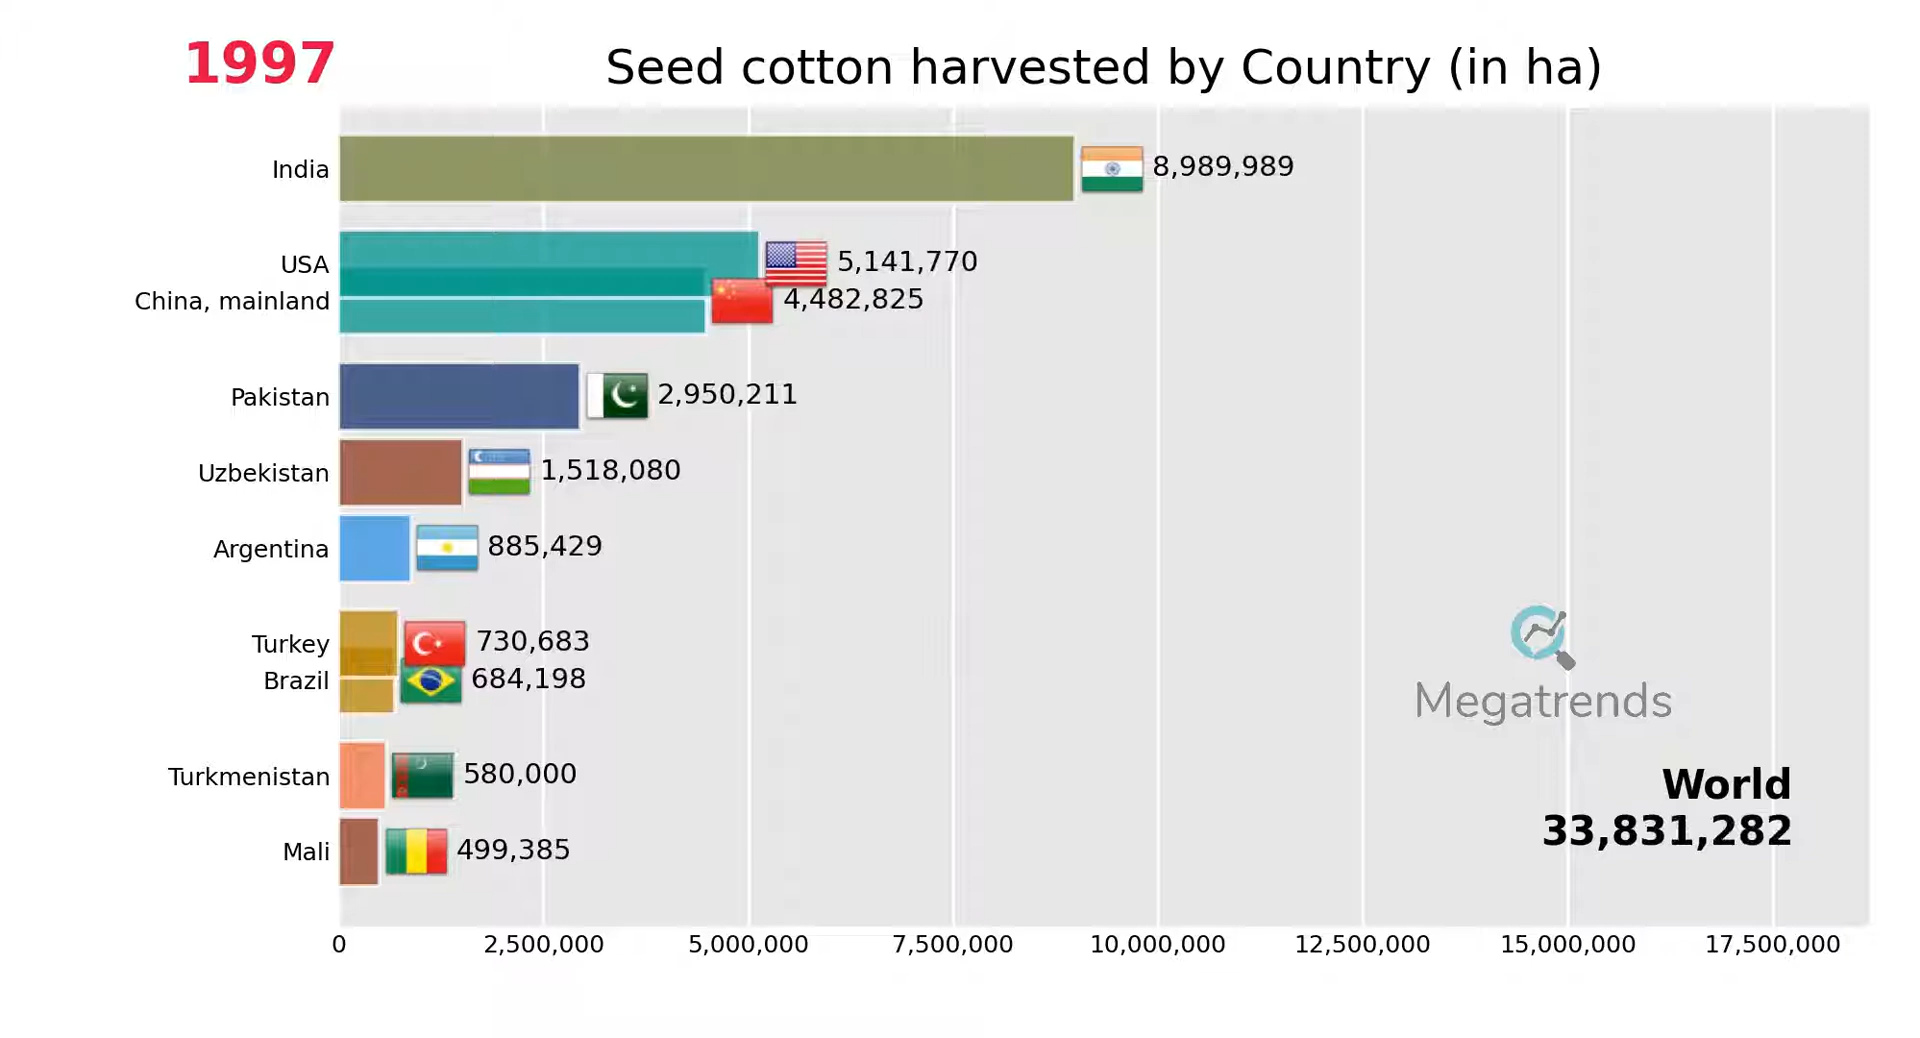 1997
Seed cotton harvested by Country (in ha)
India 8,989,989
USA 5,141,770
China, mainland 4,482,825
Pakistan 2,950,211
Uzbekistan 1,518,080
Argentina 885,429
Turkey 730,683
Brazil 684,198
Turkmenistan 580,000
Mali 499,385
Megatrends
World
33,831,282
0 2,500,000 5,000,000 7,500,000 10,000,000 12,500,000 15,000,000 17,500,000